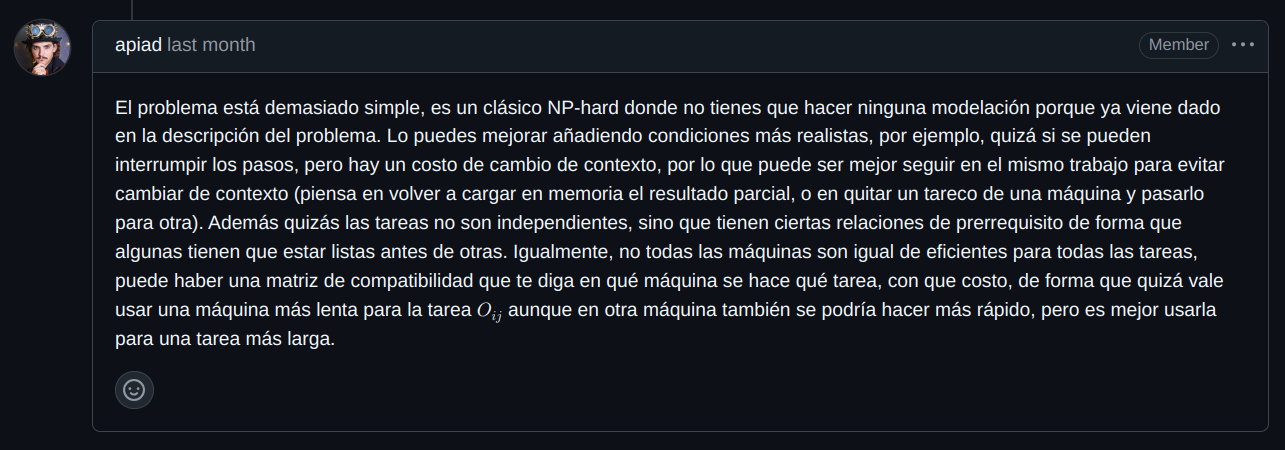 apiad last month
Member
El problema está demasiado simple, es un clásico NP-hard donde no tienes que hacer ninguna modelación porque ya viene dado
en la descripción del problema. Lo puedes mejorar añadiendo condiciones más realistas, por ejemplo, quizá si se pueden
interrumpir los pasos, pero hay un costo de cambio de contexto, por lo que puede ser mejor seguir en el mismo trabajo para evitar
cambiar de contexto (piensa en volver a cargar en memoria el resultado parcial, o en quitar un tareco de una máquina y pasarlo
para otra). Además quizás las tareas no son independientes, sino que tienen ciertas relaciones de prerrequisito de forma que
algunas tienen que estar listas antes de otras. Igualmente, no todas las máquinas son igual de eficientes para todas las tareas,
puede haber una matriz de compatibilidad que te diga en qué máquina se hace qué tarea, con que costo, de forma que quizá vale
usar una máquina más lenta para la tarea O_{ij} aunque en otra máquina también se podría hacer más rápido, pero es mejor usarla
para una tarea más larga.